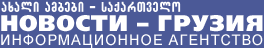 ახალი ამბები - საქართველო
НОВОСТИ – ГРУЗИЯ
ИНФОРМАЦИОННОЕ АГЕНТСТВО